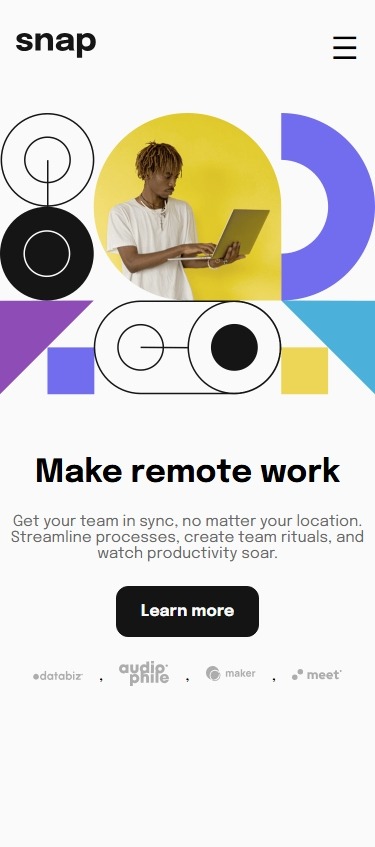 snap
Make remote work
Get your team in sync, no matter your location.
Streamline processes, create team rituals, and
watch productivity soar.
Learn more
databiz , audiophile , maker , meet